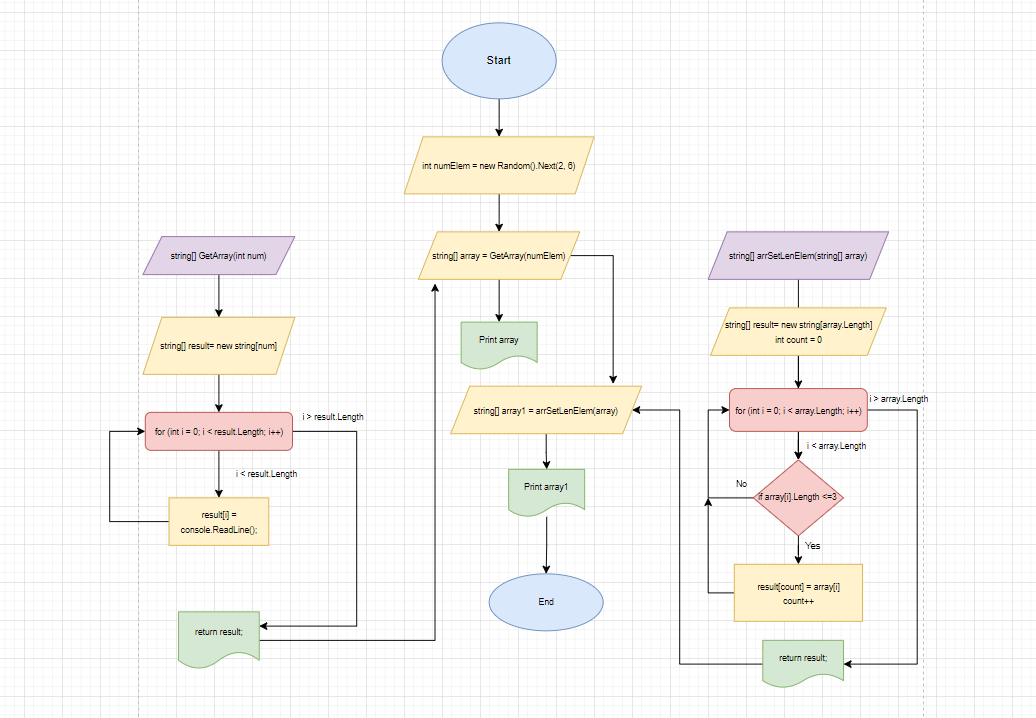 Start
int numElem = new Random().Next(2, 6)
string[] GetArray(int num)
string[] array = GetArray(numElem)
string[] arrSetLenElem(string[] array)
string[] result= new string[num]
Print array
string[] result= new string[array.Length]
int count = 0
i > result.Length
for (int i = 0; i < result.Length; i++)
i < result.Length
string[] array1 = arrSetLenElem(array)
i > array.Length
for (int i = 0; i < array.Length; i++)
i < array.Length
result[i] =
console.ReadLine();
Print array1
No
if array[i].Length <=3
Yes
End
result[count] = array[i]
count++
return result;
return result;